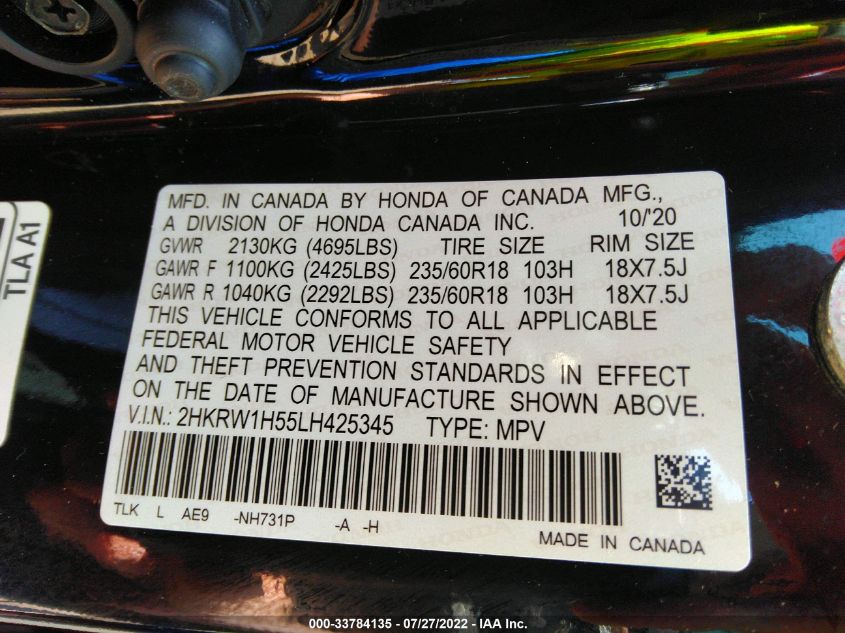 MFD. IN CANADA BY HONDA OF CANADA MFG.,
A DIVISION OF HONDA CANADA INC. 10/'20
GVWR 2130KG (4695LBS) TIRE SIZE RIM SIZE
GAWR F 1100KG (2425LBS) 235/60R18 103H 18X7.5J
GAWR R 1040KG (2292LBS) 235/60R18 103H 18X7.5J
THIS VEHICLE CONFORMS TO ALL APPLICABLE
FEDERAL MOTOR VEHICLE SAFETY
AND THEFT PREVENTION STANDARDS IN EFFECT
ON THE DATE OF MANUFACTURE SHOWN ABOVE.
V.I.N.: 2HKRW1H55LH425345 TYPE: MPV
TLK L AE9 -NH731P -A -H
MADE IN CANADA
TLA A1
000-33784135 - 07/27/2022 - IAA Inc.